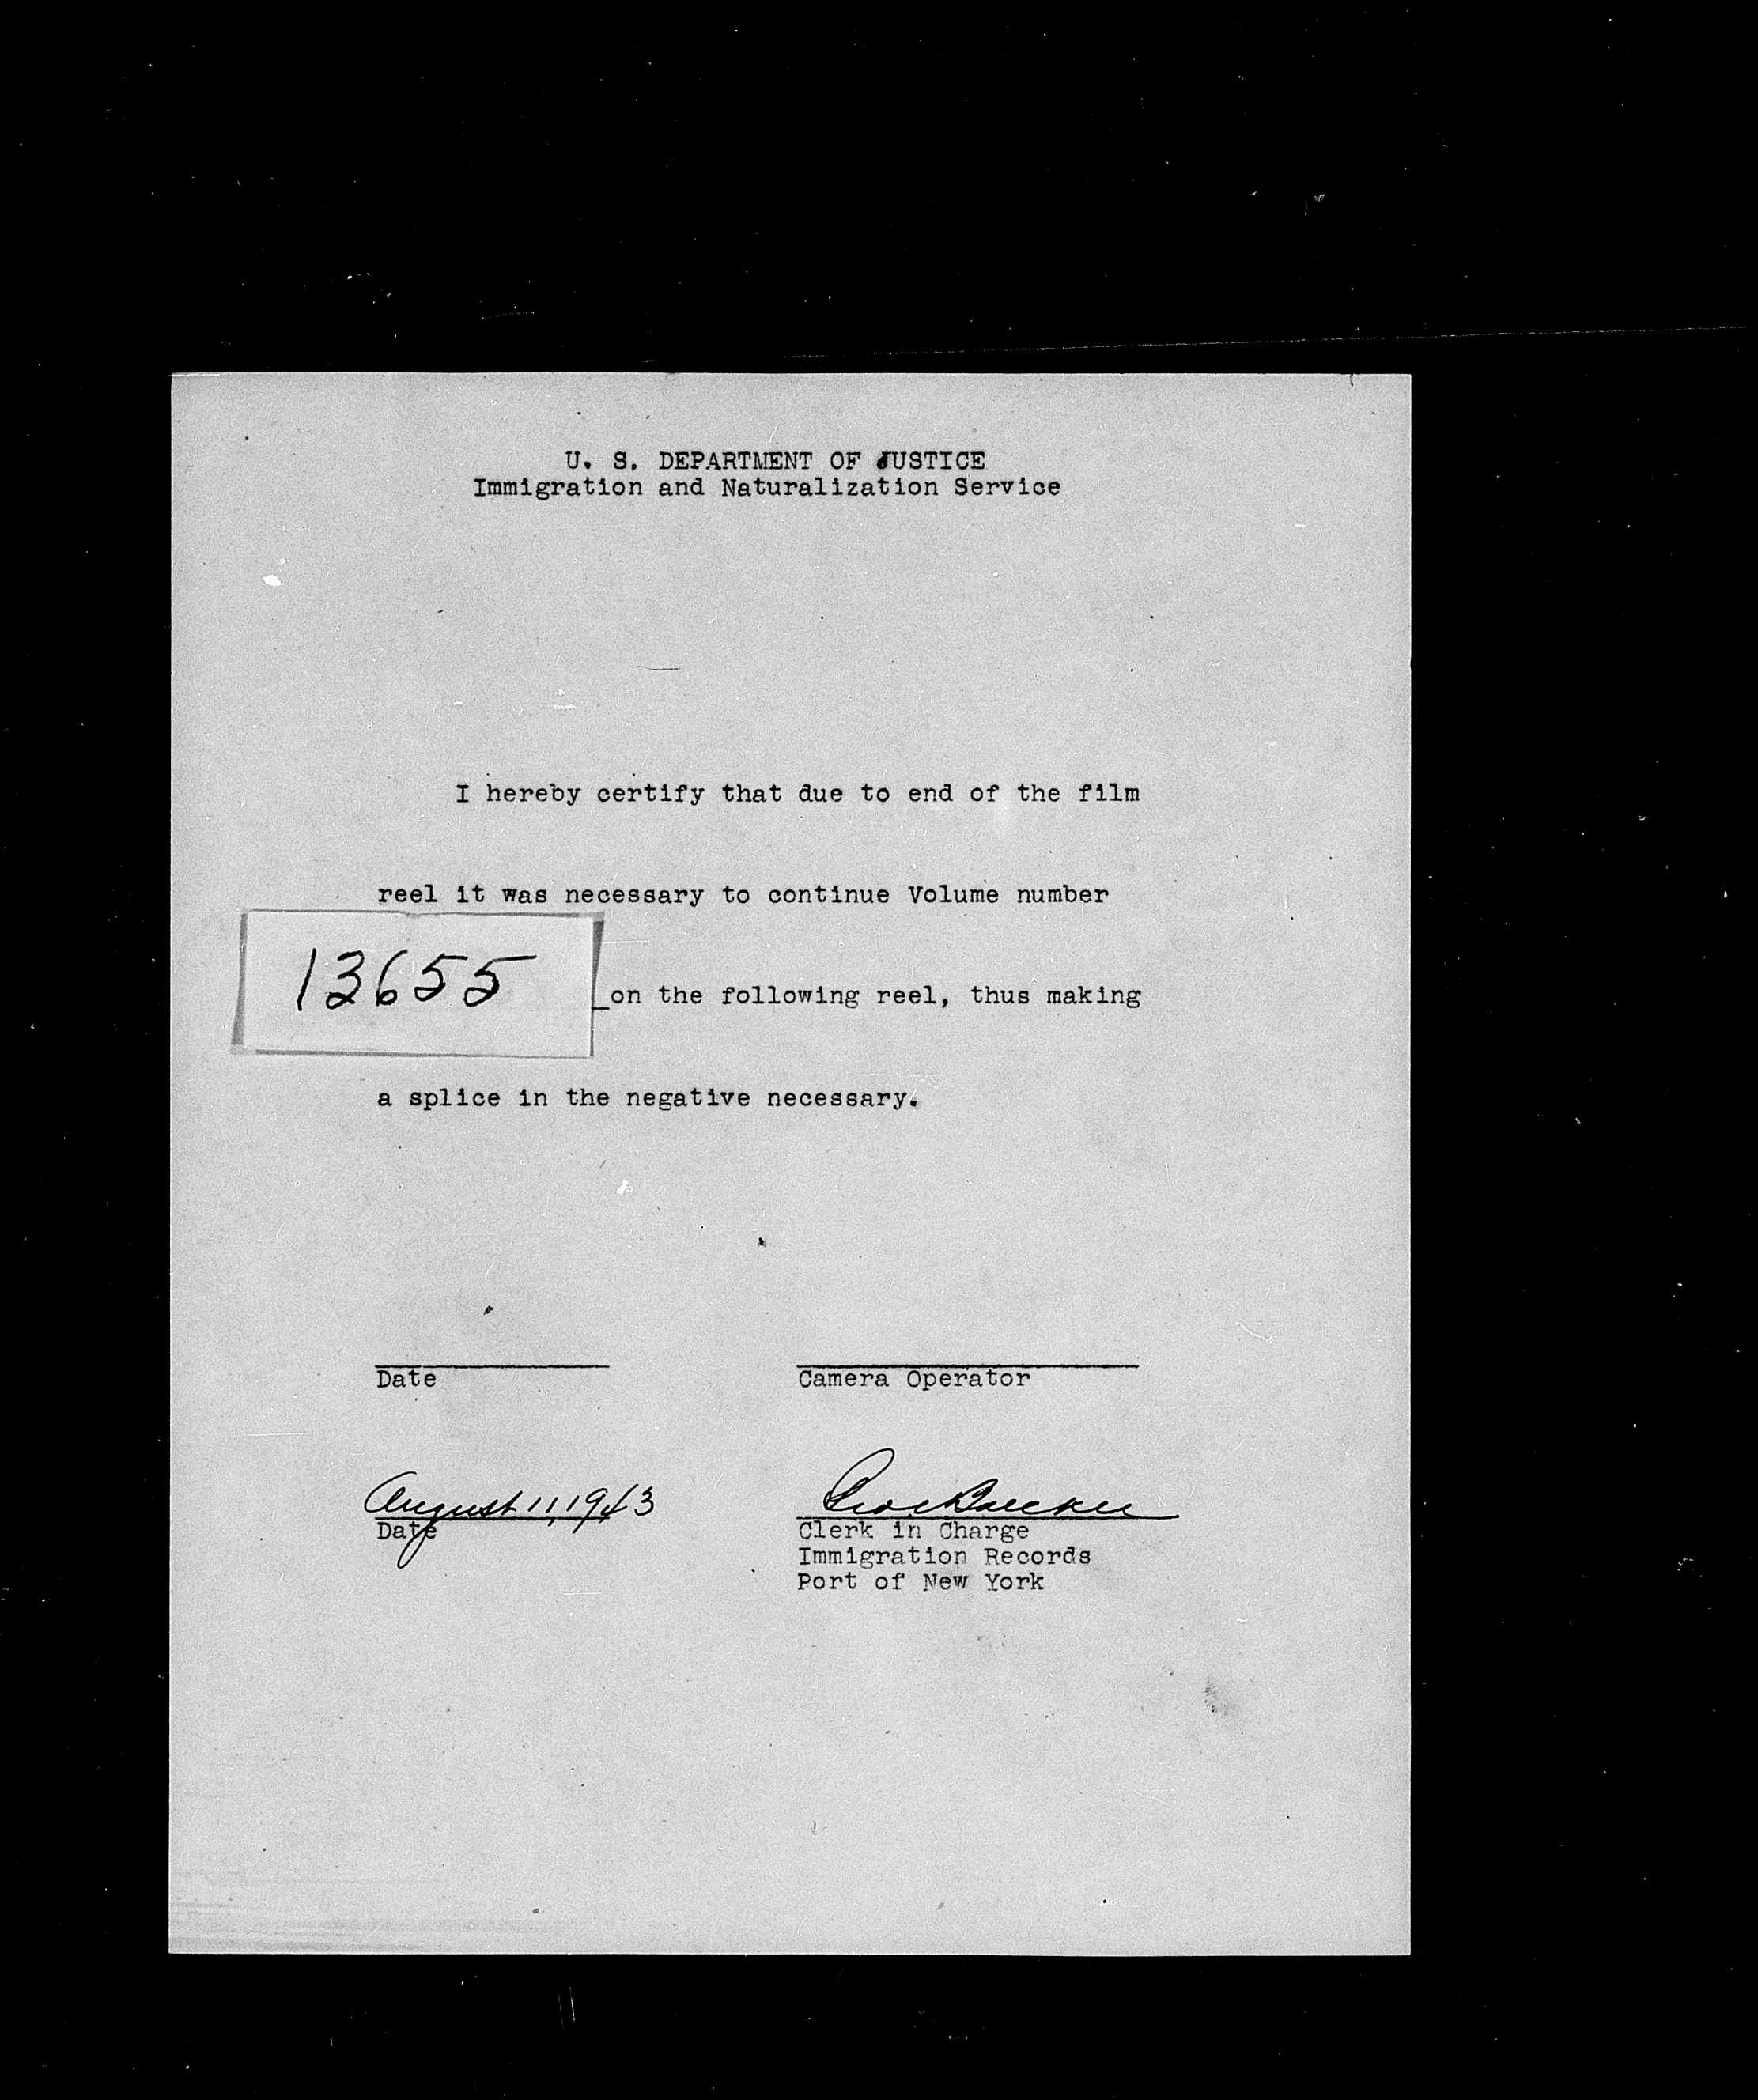 U. S. DEPARTMENT OF JUSTICE
Immigration and Naturalization Service
I hereby certify that due to end of the film
reel it was necessary to continue Volume number
13655 on the following reel, thus making
a splice in the negative necessary.
Date
Camera Operator
August 11, 1943
Date
Clerk in Charge
Immigration Records
Port of New York